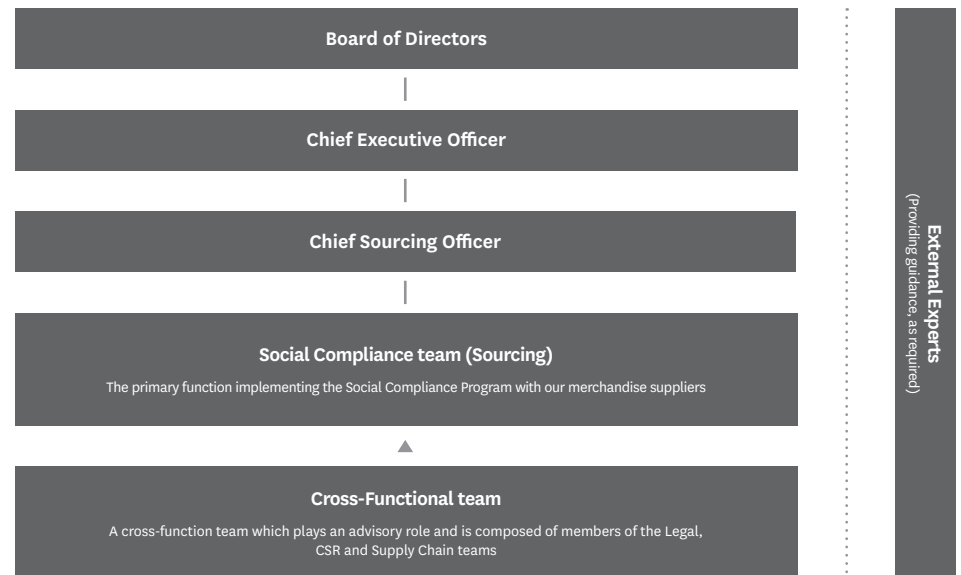 Board of Directors
Chief Executive Officer
Chief Sourcing Officer
Social Compliance team (Sourcing)
The primary function implementing the Social Compliance Program with our merchandise suppliers
Cross-Functional team
A cross-function team which plays an advisory role and is composed of members of the Legal,
CSR and Supply Chain teams
External Experts
(Providing guidance, as required)